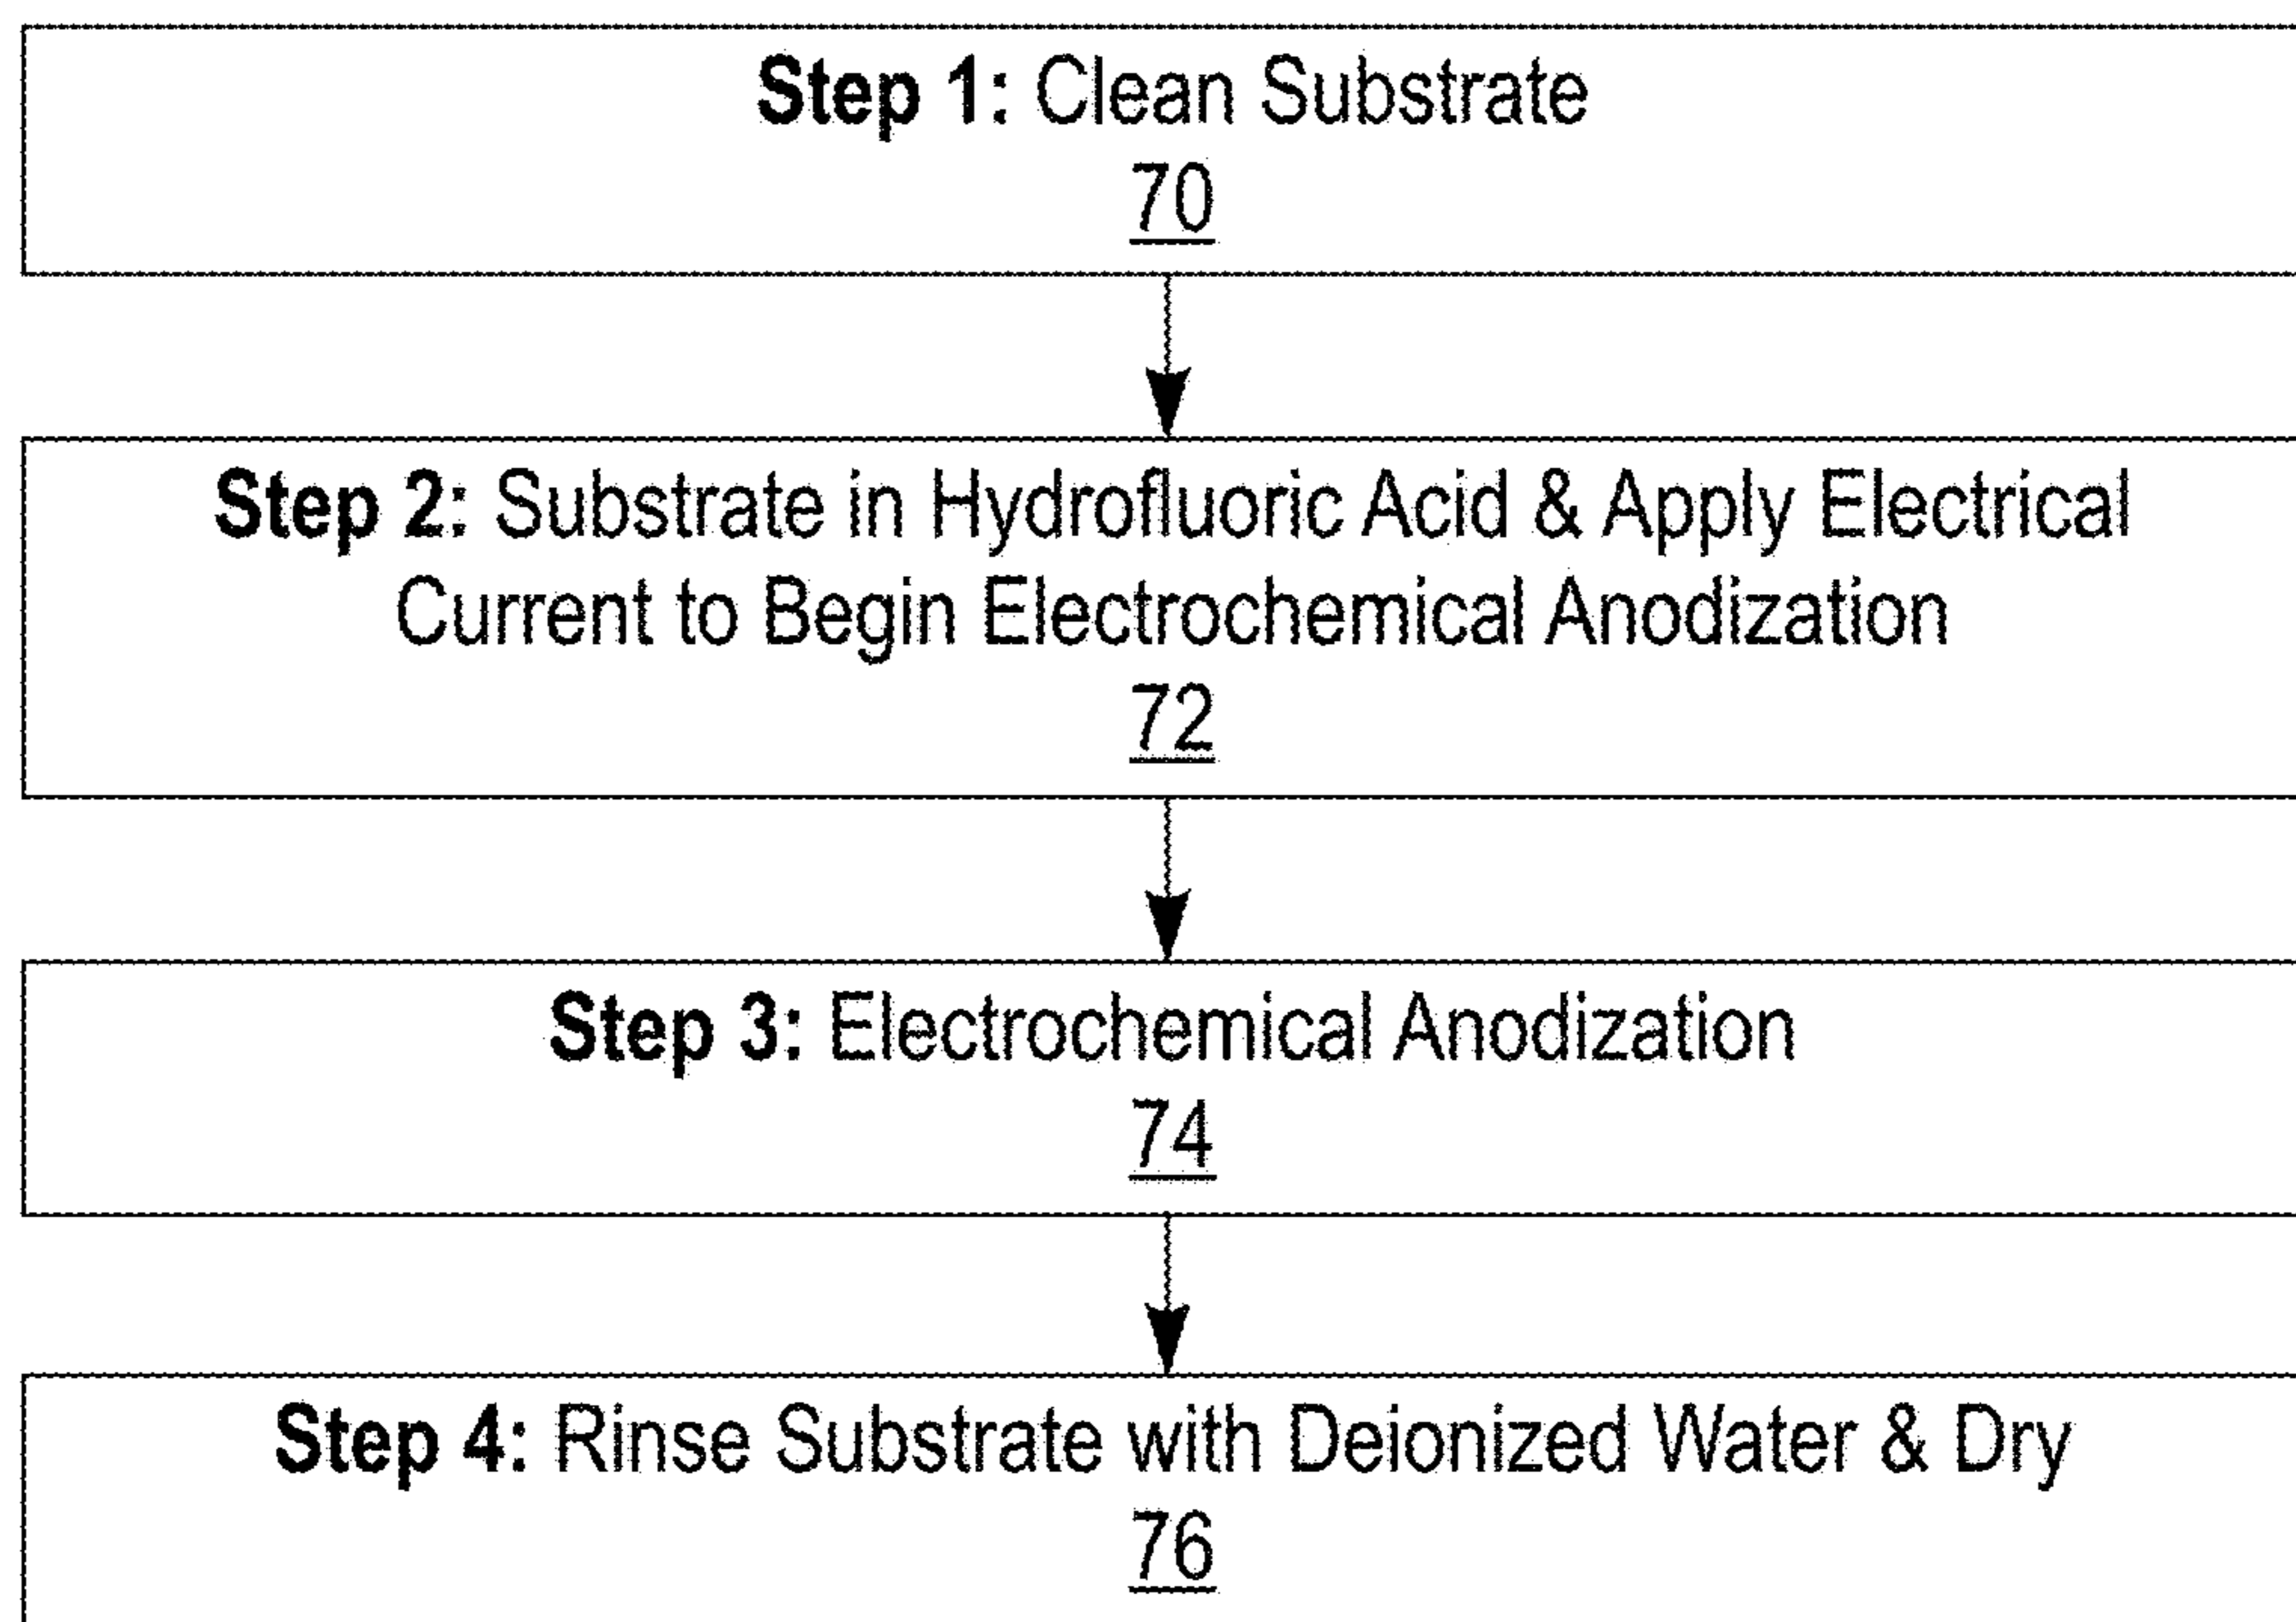 Step 1: Clean Substrate
70
Step 2: Substrate in Hydrofluoric Acid & Apply Electrical
Current to Begin Electrochemical Anodization
72
Step 3: Electrochemical Anodization
74
Step 4: Rinse Substrate with Deionized Water & Dry
76